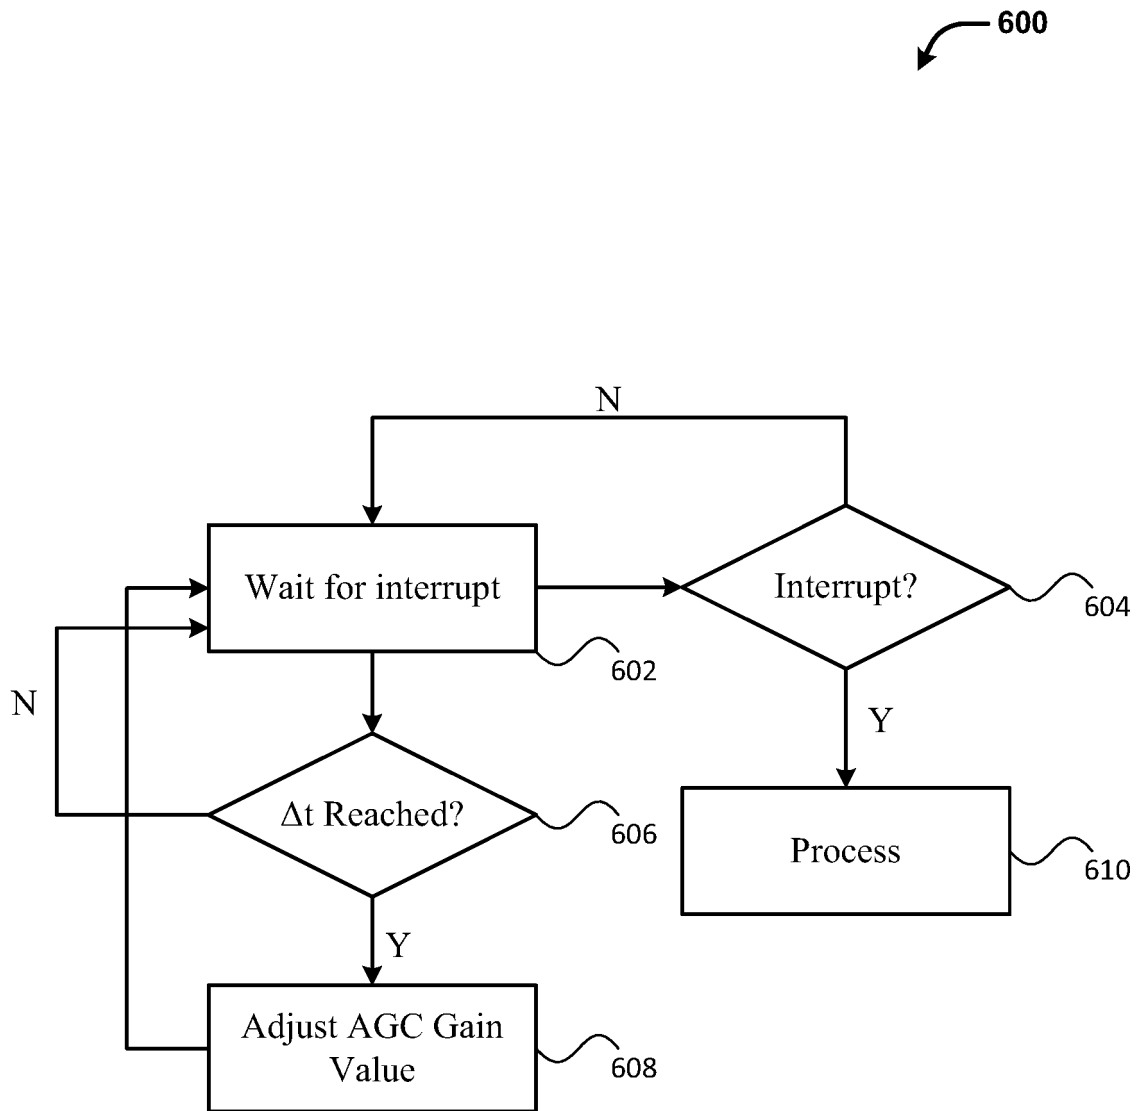 600
N
Wait for interrupt
Interrupt?
604
602
N
Y
Δt Reached?
606
Process
610
Y
Adjust AGC Gain
Value
608